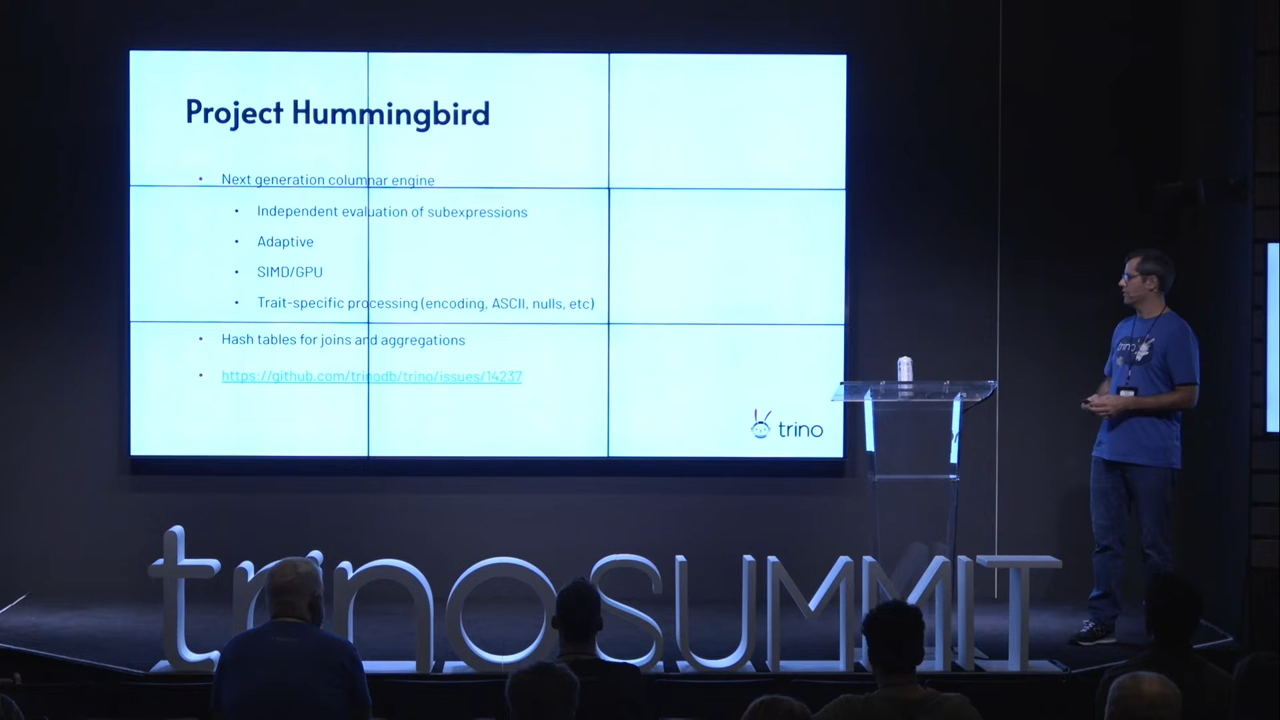 Project Hummingbird
• Next generation columnar engine
• Independent evaluation of subexpressions
• Adaptive
• SIMD/GPU
• Trait-specific processing (encoding, ASCII, nulls, etc)
• Hash tables for joins and aggregations
• https://github.com/trinodb/trino/issues/14237
trino
trino
trinoSUMMIT